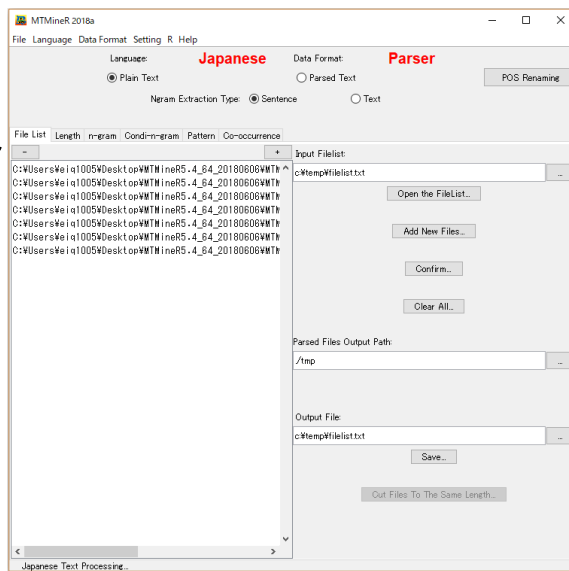 MTMineR 2018a
File Language Data Format Setting R Help
Language: Japanese Data Format: Parser
Plain Text Parsed Text POS Renaming
Ngram Extraction Type: Sentence Text
File List Length n-gram Condi-n-gram Pattern Co-occurrence
- + Input Filelist:
C:¥Users¥eiq1005¥Desktop¥MTMineR5.4_64_20180606¥MTM
C:¥Users¥eiq1005¥Desktop¥MTMineR5.4_64_20180606¥MTM
C:¥Users¥eiq1005¥Desktop¥MTMineR5.4_64_20180606¥MTM
C:¥Users¥eiq1005¥Desktop¥MTMineR5.4_64_20180606¥MTM
C:¥Users¥eiq1005¥Desktop¥MTMineR5.4_64_20180606¥MTM
C:¥Users¥eiq1005¥Desktop¥MTMineR5.4_64_20180606¥MTM
C:¥Users¥eiq1005¥Desktop¥MTMineR5.4_64_20180606¥MTM
c:¥temp¥filelist.txt ...
Open the FileList...
Add New Files...
Confirm...
Clear All...
Parsed Files Output Path:
/tmp ...
Output File:
c:¥temp¥filelist.txt ...
Save...
Cut Files To The Same Length...
Japanese Text Processing...